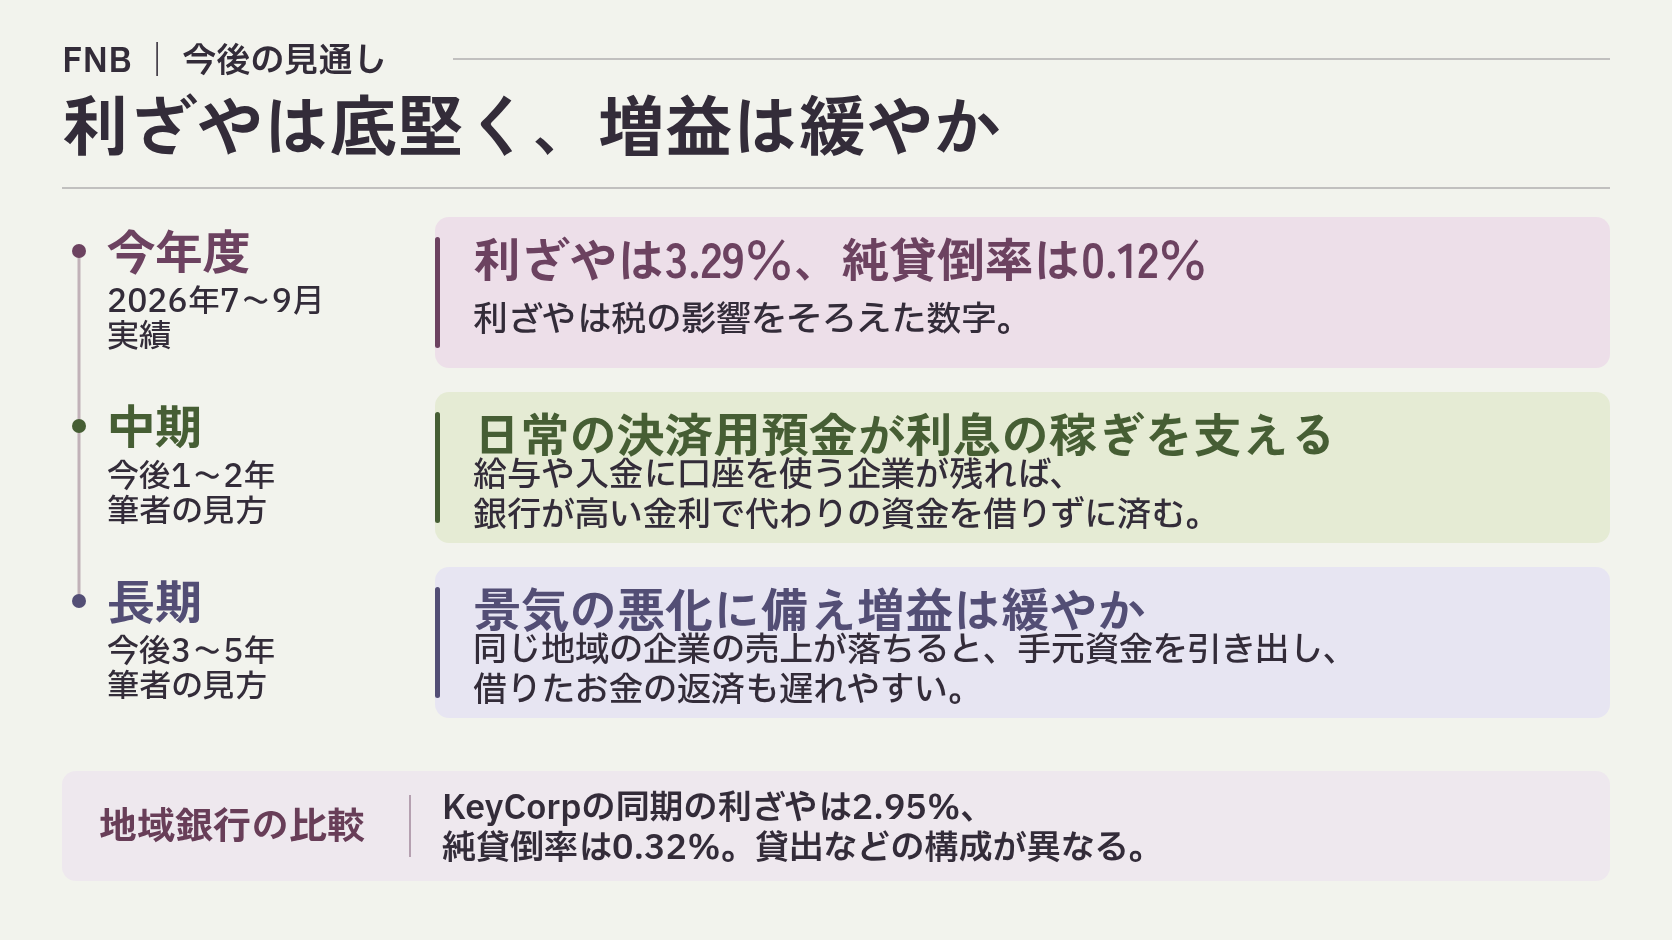 FNB｜今後の見通し
利ざやは底堅く、増益は緩やか
今年度
2026年7～9月
実績
利ざやは3.29%、純貸倒率は0.12%
利ざやは税の影響をそろえた数字。
中期
今後1～2年
筆者の見方
日常の決済用預金が利息の稼ぎを支える
給与や入金に口座を使う企業が残れば、
銀行が高い金利で代わりの資金を借りずに済む。
長期
今後3～5年
筆者の見方
景気の悪化に備え増益は緩やか
同じ地域の企業の売上が落ちると、手元資金を引き出し、
借りたお金の返済も遅れやすい。
地域銀行の比較
KeyCorpの同期の利ざやは2.95%、
純貸倒率は0.32%。貸出などの構成が異なる。